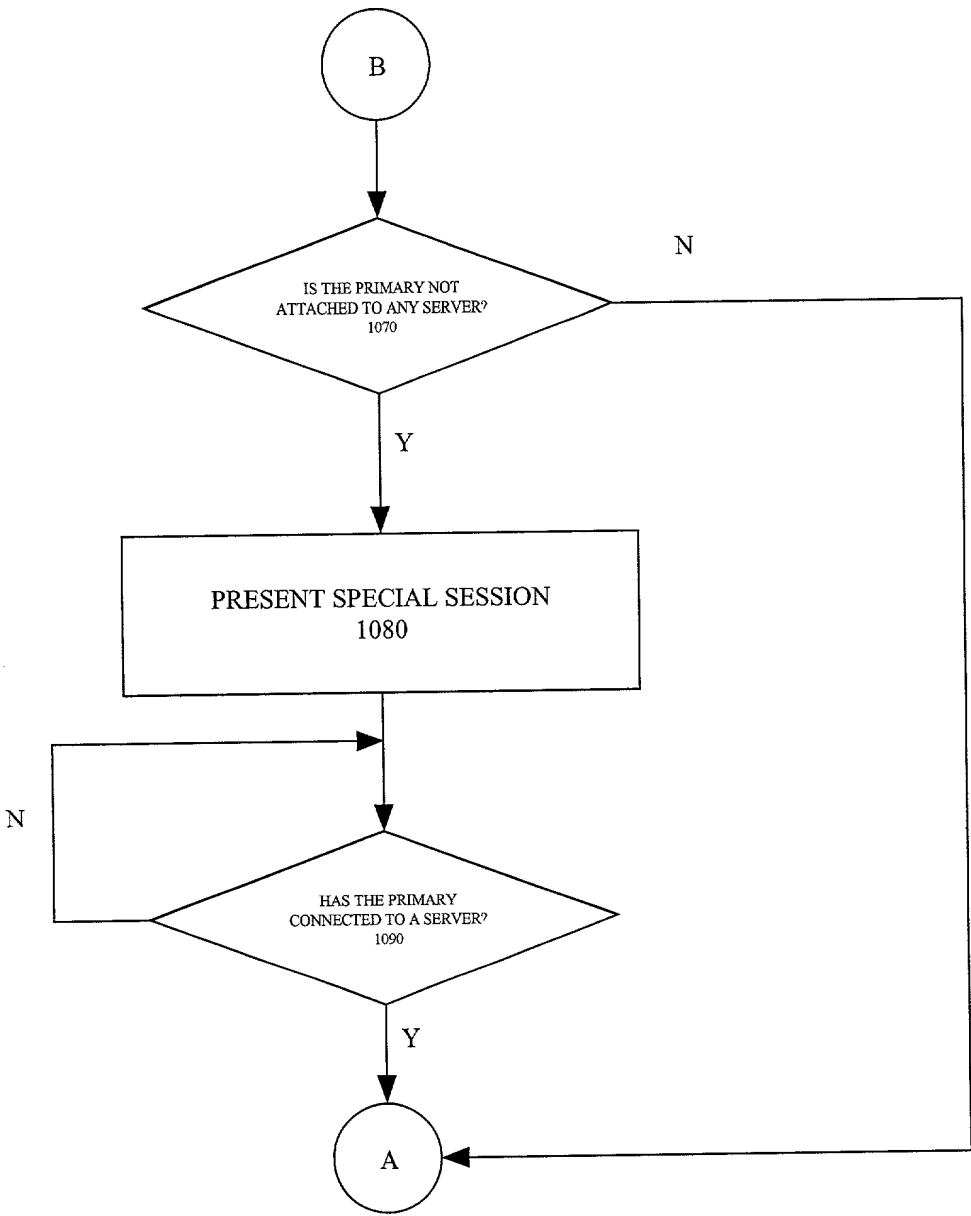 B
N
IS THE PRIMARY NOT
ATTACHED TO ANY SERVER?
1070
Y
PRESENT SPECIAL SESSION
1080
N
HAS THE PRIMARY
CONNECTED TO A SERVER?
1090
Y
A